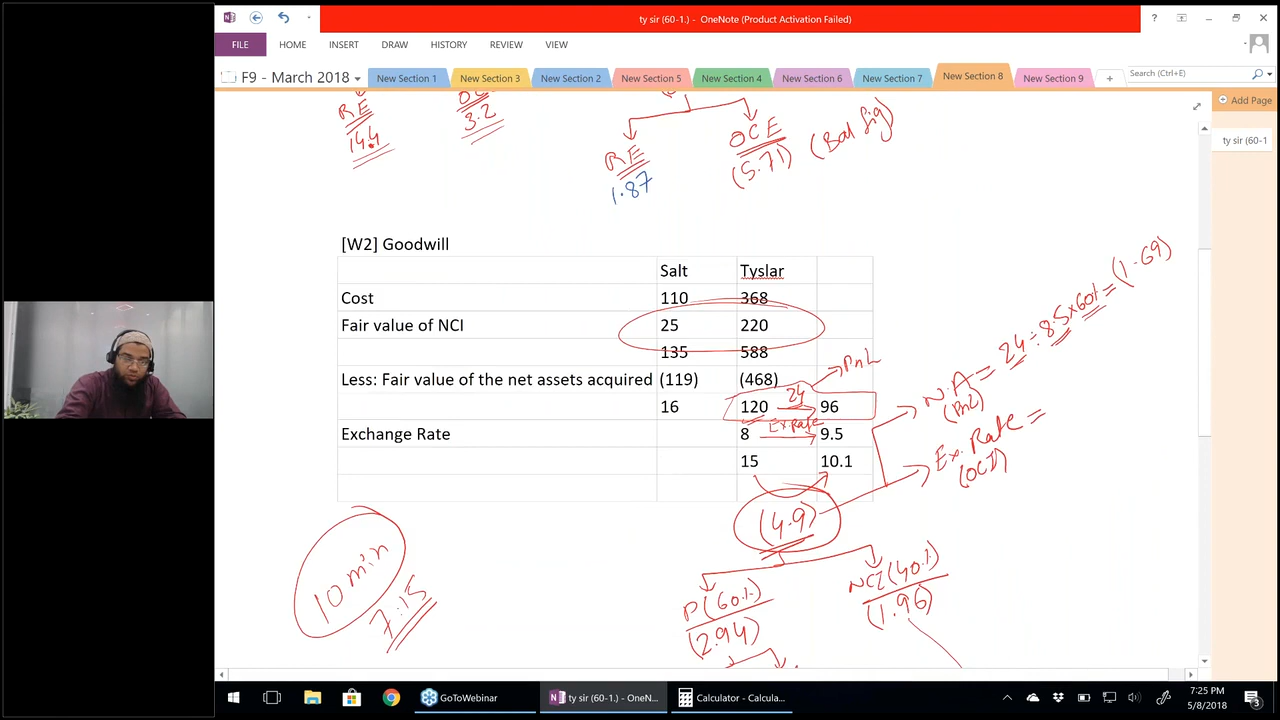 ty sir (60-1.) - OneNote (Product Activation Failed)
FILE HOME INSERT DRAW HISTORY REVIEW VIEW
F9 - March 2018 New Section 1 New Section 3 New Section 2 New Section 5 New Section 4 New Section 6 New Section 7 New Section 8 New Section 9 Search (Ctrl+E)
Add Page
ty sir (60-1
RE
14.4
3.2
RE
1.87
OCE
(5.71)
(Bal fig)
[W2] Goodwill
Salt Tyslar
Cost 110 368
Fair value of NCI 25 220
135 588
Less: Fair value of the net assets acquired (119) (468)
16 120 24 96
PnL
Ex. Rate
Exchange Rate 8 9.5
15 10.1
N.A = 24 ÷ 8.5 x 60% = (1.69)
(PnL)
Ex. Rate =
(OCI)
(4.9)
P(60%)
(2.94)
NCI(40%)
(1.96)
10 min
7:15
GoToWebinar ty sir (60-1.) - OneN... Calculator - Calcula...
7:25 PM
5/8/2018
3